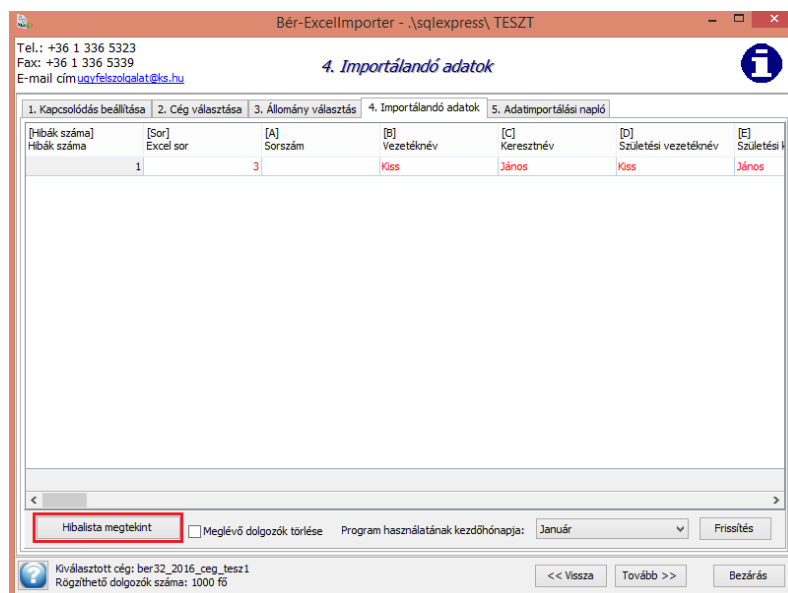 Bér-ExcelImporter - .\sqlexpress\ TESZT
Tel.: +36 1 336 5323
Fax: +36 1 336 5339
E-mail cím ugyfelszolgalat@ks.hu
4. Importálandó adatok
1. Kapcsolódás beállítása 2. Cég választása 3. Állomány választás 4. Importálandó adatok 5. Adatimportálási napló
[Hibák száma] [Sor] [A] [B] [C] [D] [E]
Hibák száma Excel sor Sorszám Vezetéknév Keresztnév Születési vezetéknév Születési k
1 3 Kiss János Kiss János
Hibalista megtekint Meglévő dolgozók törlése Program használatának kezdőhónapja: Január Frissítés
Kiválasztott cég: ber32_2016_ceg_tesz1
Rögzíthető dolgozók száma: 1000 fő
<< Vissza Tovább >> Bezárás